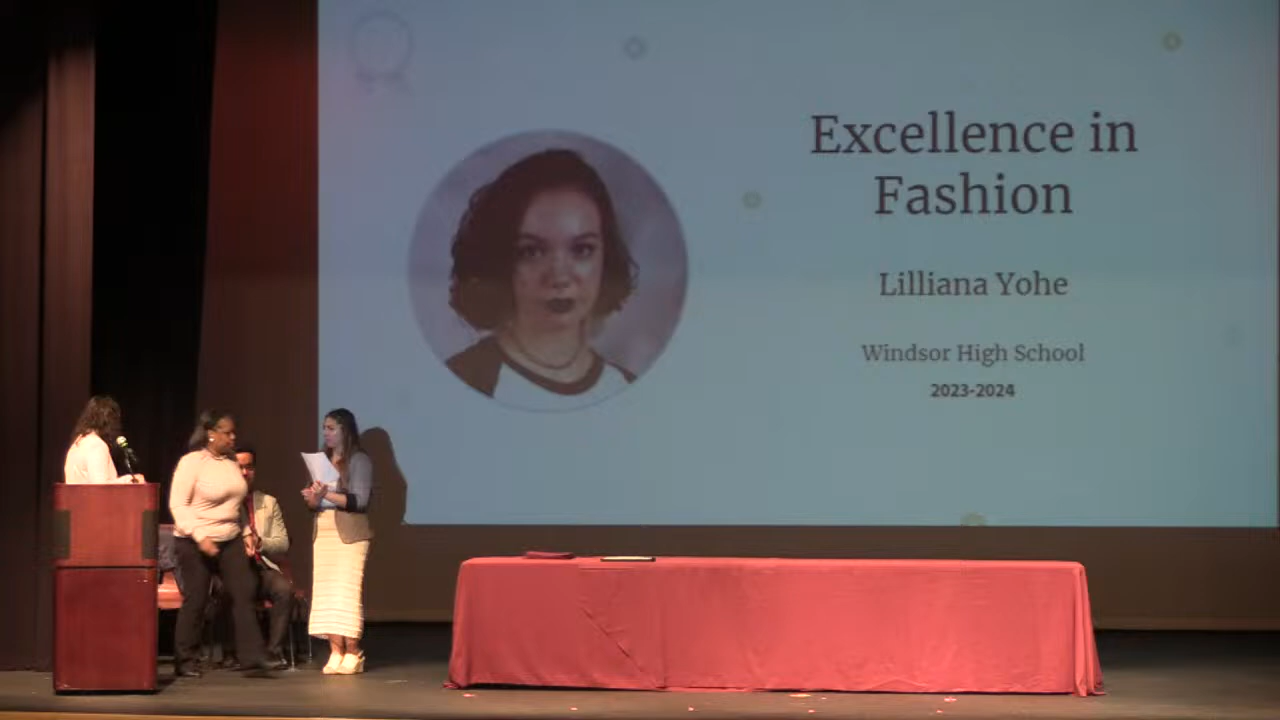 Excellence in
Fashion
Lilliana Yohe
Windsor High School
2023-2024